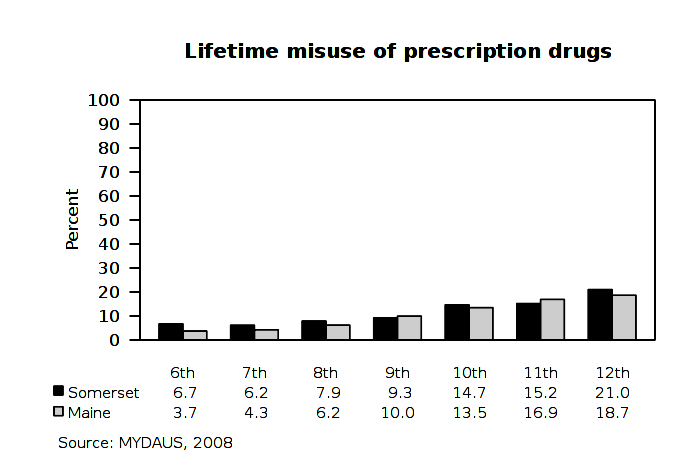 Lifetime misuse of prescription drugs
100
90
80
70
60
50
40
30
20
10
0
Percent
6th 7th 8th 9th 10th 11th 12th
Somerset 6.7 6.2 7.9 9.3 14.7 15.2 21.0
Maine 3.7 4.3 6.2 10.0 13.5 16.9 18.7
Source: MYDAUS, 2008